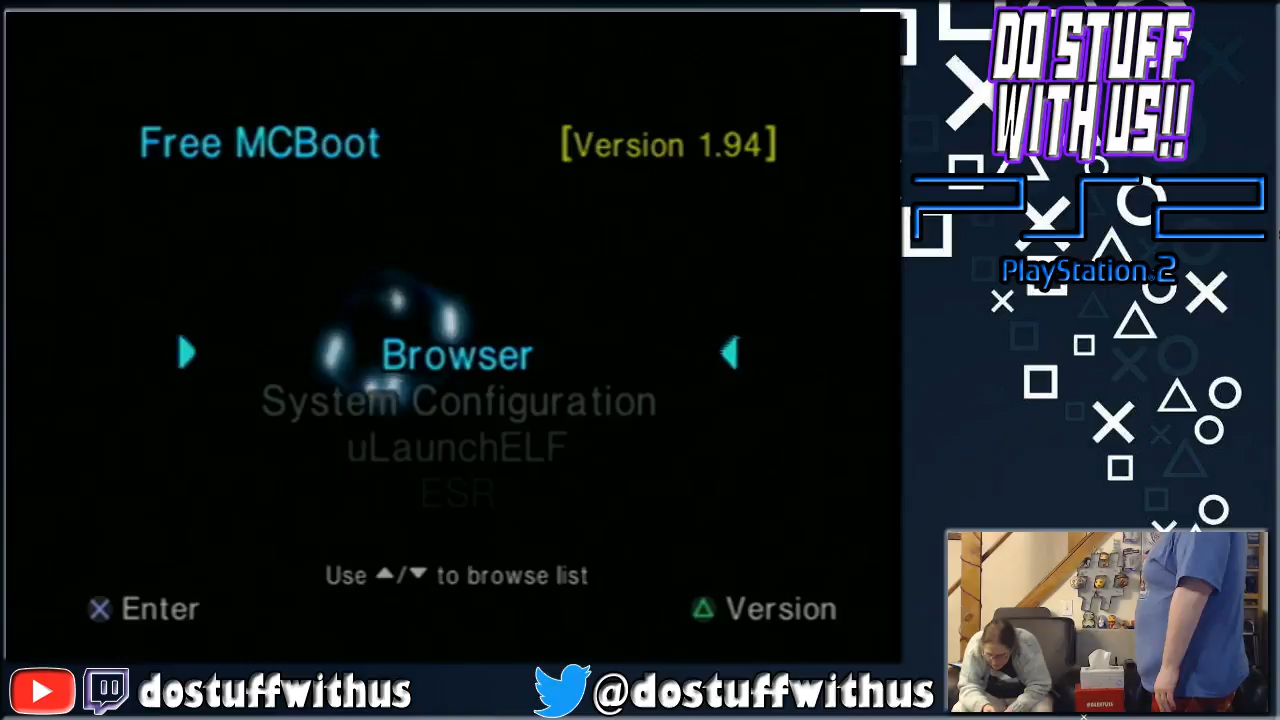 Free MCBoot
[Version 1.94]
Browser
System Configuration
uLaunchELF
ESR
Use ▲/▼ to browse list
Enter
Version
DO STUFF
WITH US!!
PlayStation®2
dostuffwithus
@dostuffwithus